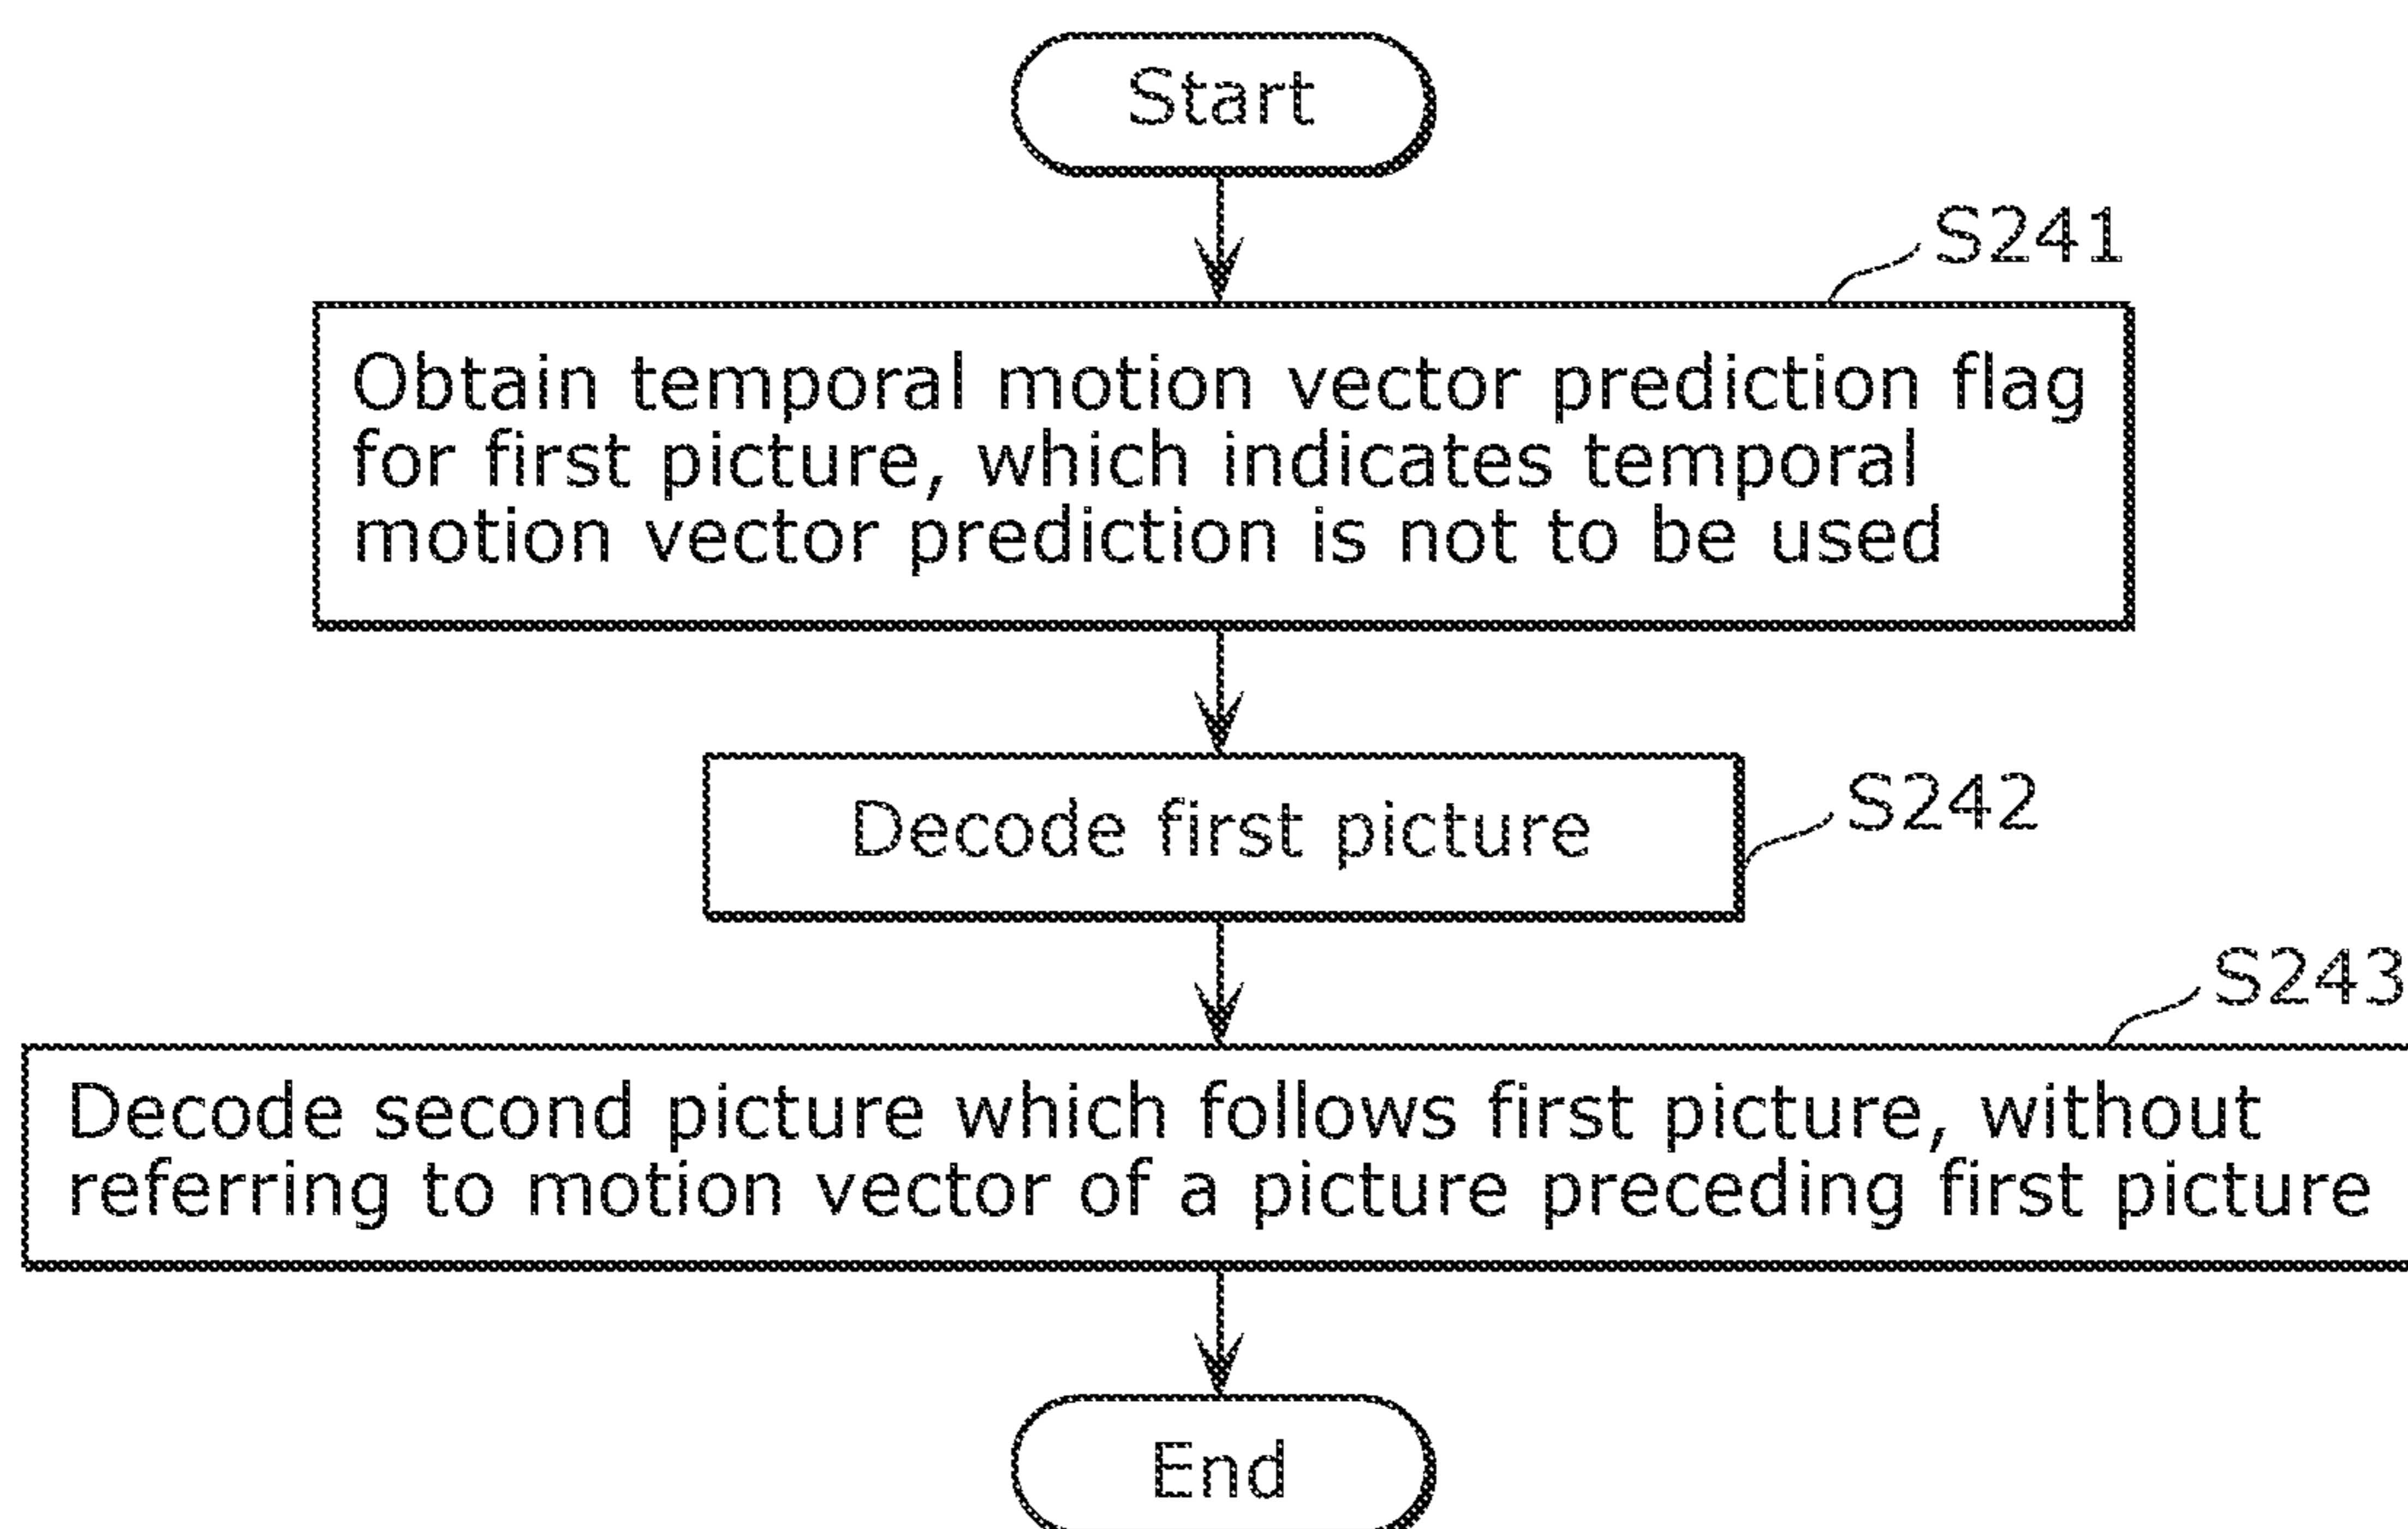 Start
S241
Obtain temporal motion vector prediction flag
for first picture, which indicates temporal
motion vector prediction is not to be used
Decode first picture
S242
S243
Decode second picture which follows first picture, without
referring to motion vector of a picture preceding first picture
End